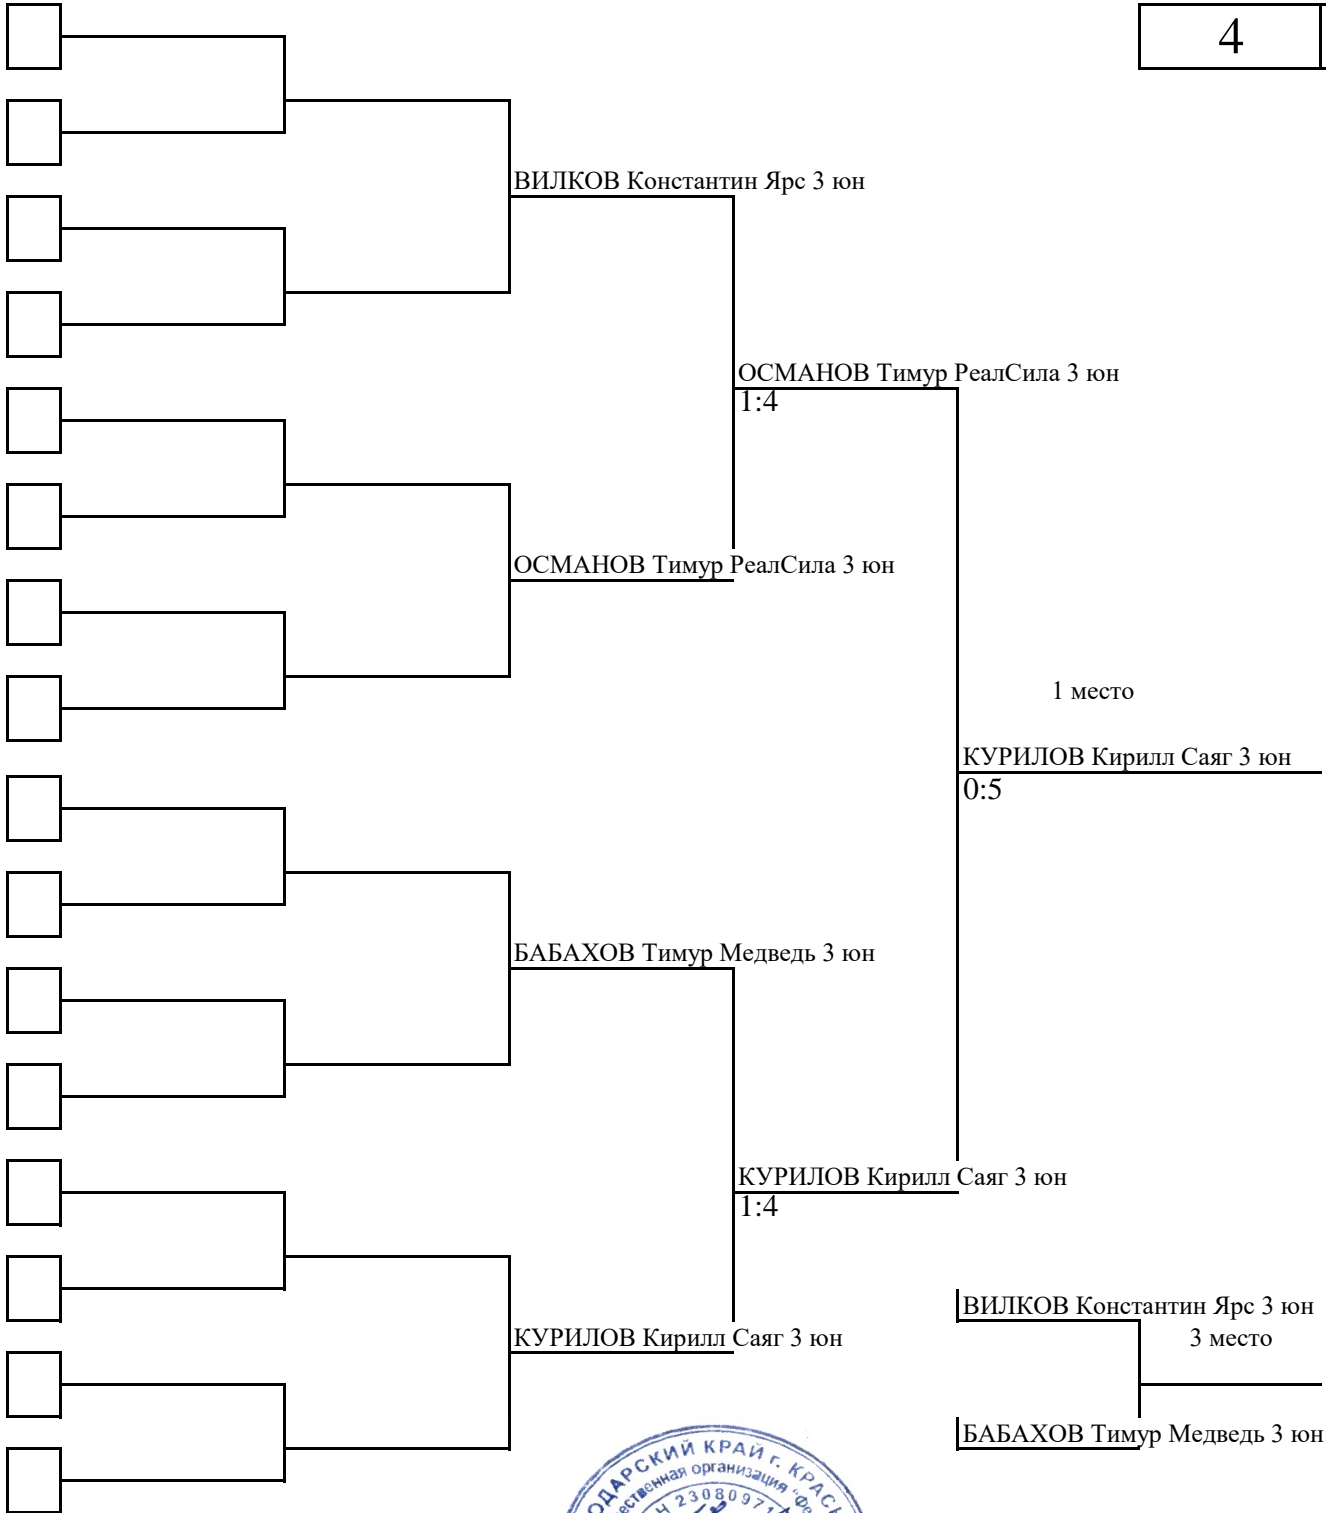 4
ВИЛКОВ Константин Ярс 3 юн
ОСМАНОВ Тимур РеалСила 3 юн
1:4
ОСМАНОВ Тимур РеалСила 3 юн
1 место
КУРИЛОВ Кирилл Саяг 3 юн
0:5
БАБАХОВ Тимур Медведь 3 юн
КУРИЛОВ Кирилл Саяг 3 юн
1:4
ВИЛКОВ Константин Ярс 3 юн
КУРИЛОВ Кирилл Саяг 3 юн
3 место
БАБАХОВ Тимур Медведь 3 юн
КРАЙ г.
организация